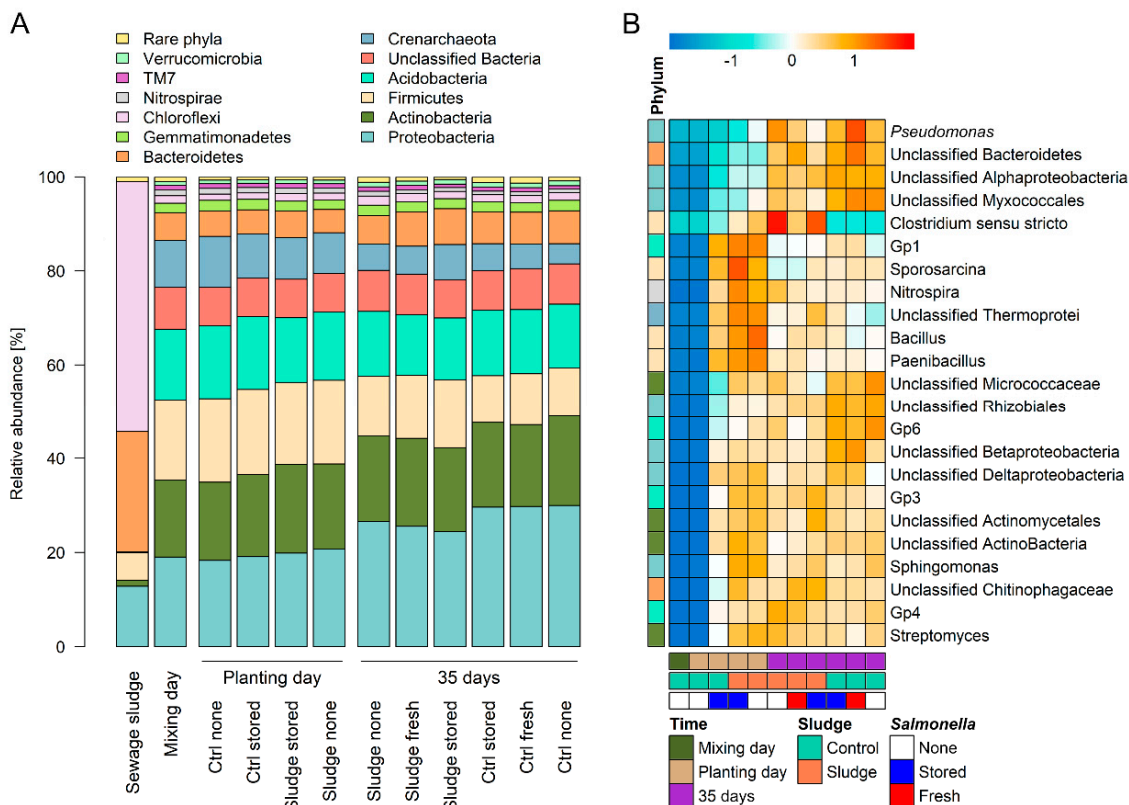 A
Rare phyla
Verrucomicrobia
TM7
Nitrospirae
Chloroflexi
Gemmatimonadetes
Bacteroidetes
Crenarchaeota
Unclassified Bacteria
Acidobacteria
Firmicutes
Actinobacteria
Proteobacteria
Relative abundance [%]
100
80
60
40
20
0
Sewage sludge
Mixing day
Planting day
Ctrl none
Ctrl stored
Sludge stored
Sludge none
35 days
Sludge none
Sludge fresh
Sludge stored
Ctrl stored
Ctrl fresh
Ctrl none
B
-1 0 1
Phylum
Pseudomonas
Unclassified Bacteroidetes
Unclassified Alphaproteobacteria
Unclassified Myxococcales
Clostridium sensu stricto
Gp1
Sporosarcina
Nitrospira
Unclassified Thermoprotei
Bacillus
Paenibacillus
Unclassified Micrococcaceae
Unclassified Rhizobiales
Gp6
Unclassified Betaproteobacteria
Unclassified Deltaproteobacteria
Gp3
Unclassified Actinomycetales
Unclassified ActinoBacteria
Sphingomonas
Unclassified Chitinophagaceae
Gp4
Streptomyces
Time
Mixing day
Planting day
35 days
Sludge
Control
Sludge
Salmonella
None
Stored
Fresh